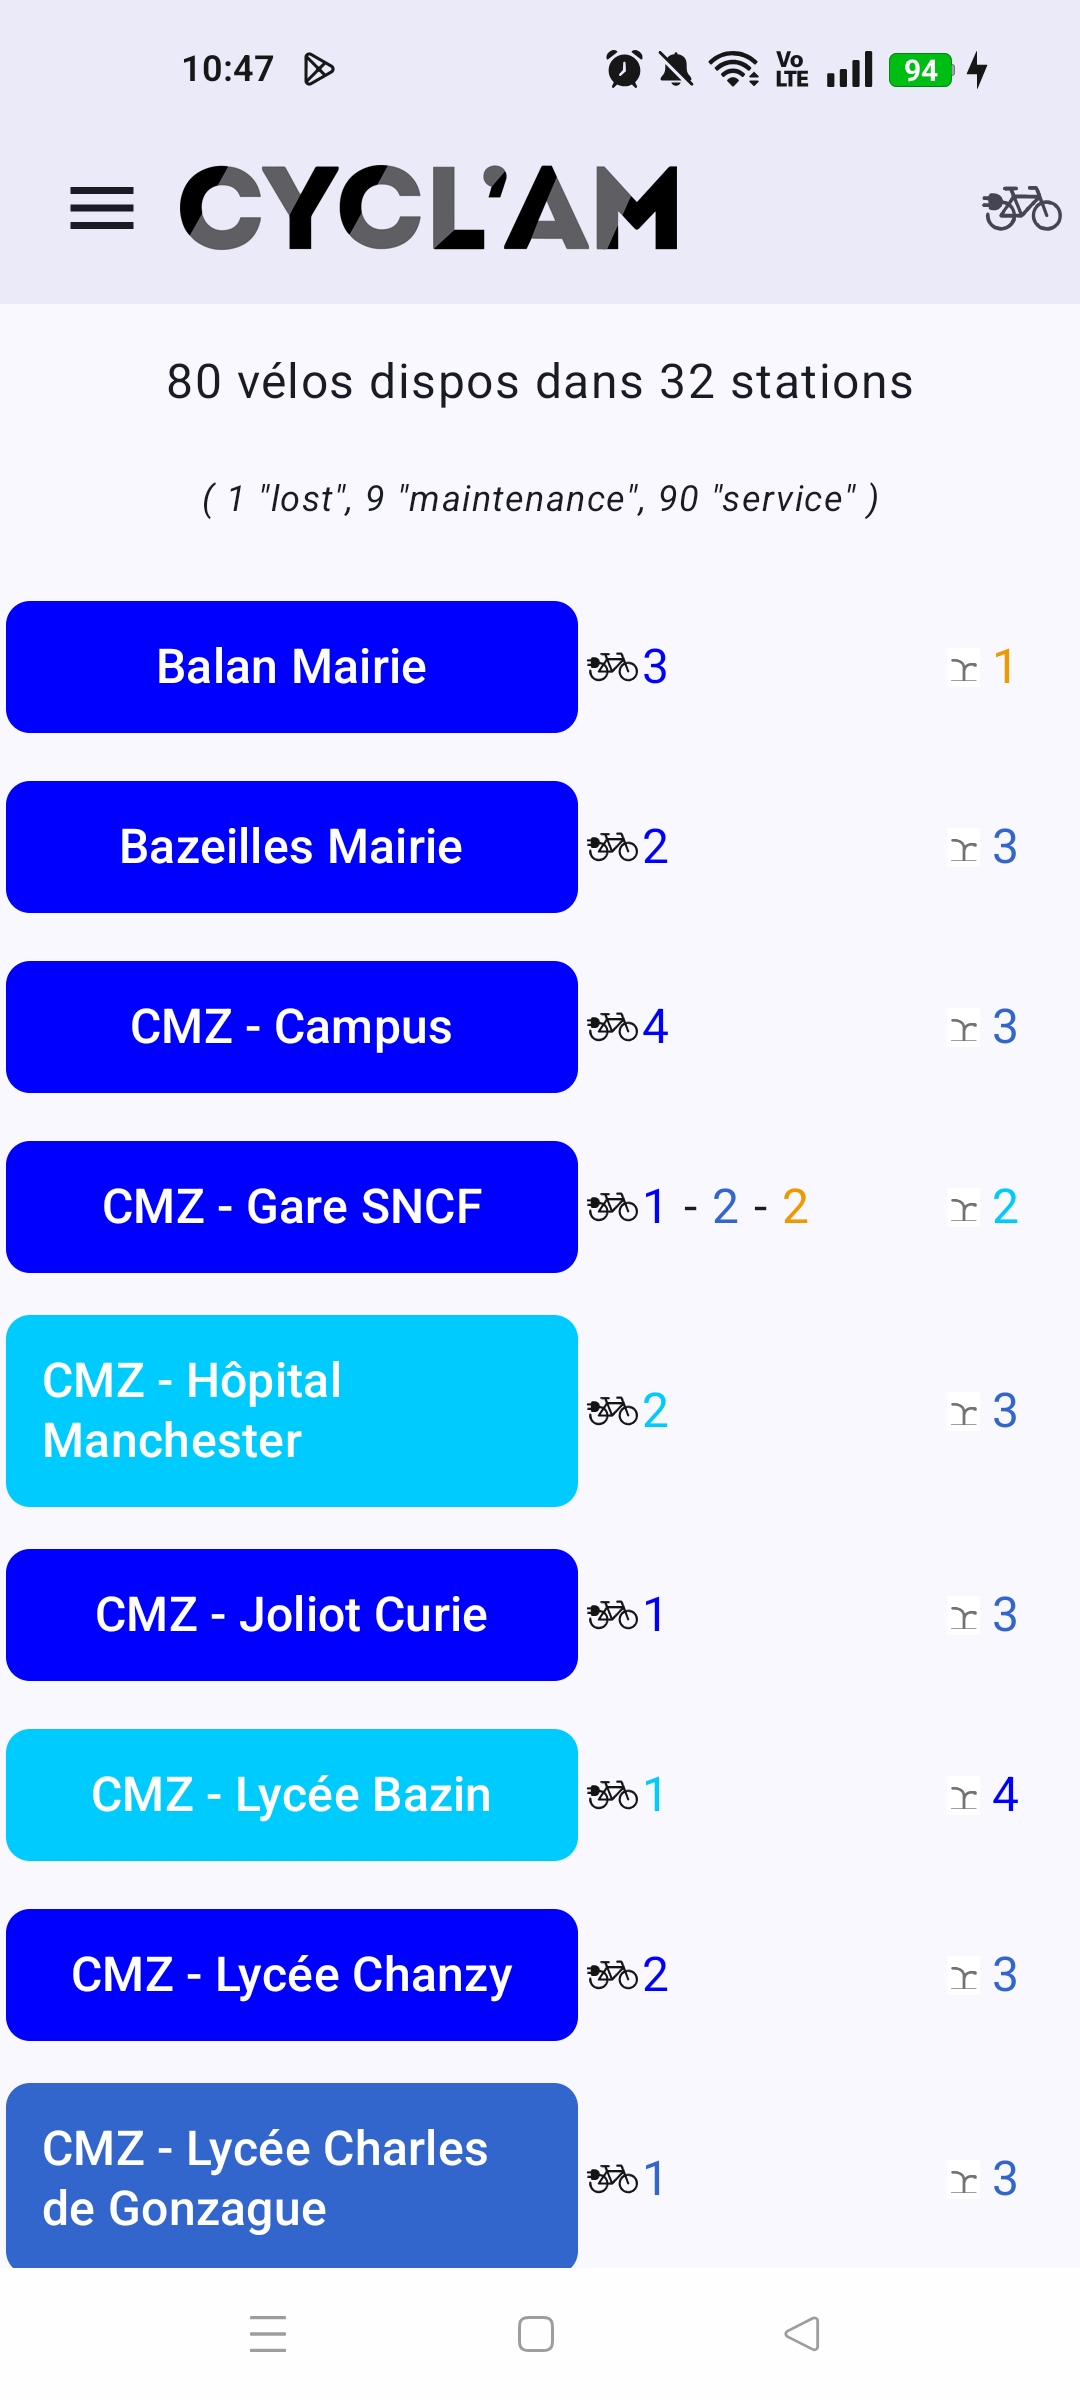 10:47 Vo LTE 94
CYCL'AM
80 vélos dispos dans 32 stations
( 1 "lost", 9 "maintenance", 90 "service" )
Balan Mairie 3 1
Bazeilles Mairie 2 3
CMZ - Campus 4 3
CMZ - Gare SNCF 1 - 2 - 2 2
CMZ - Hôpital
Manchester 2 3
CMZ - Joliot Curie 1 3
CMZ - Lycée Bazin 1 4
CMZ - Lycée Chanzy 2 3
CMZ - Lycée Charles
de Gonzague 1 3